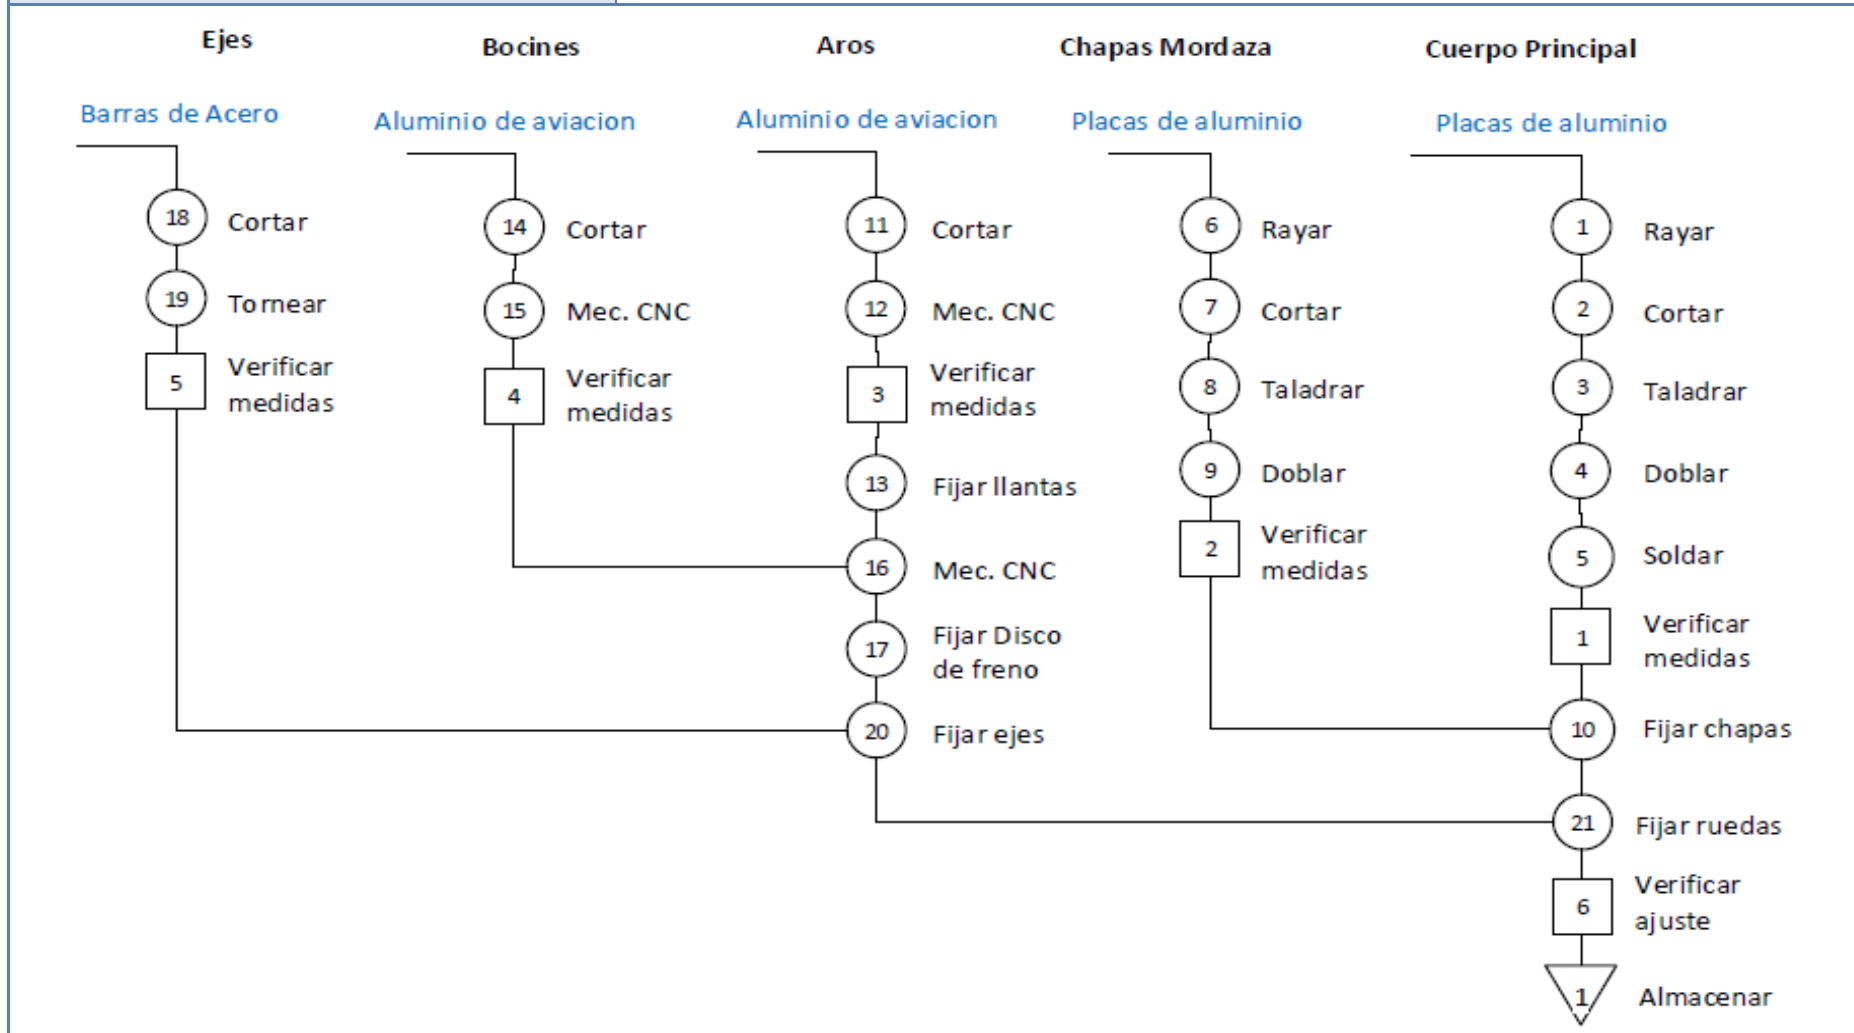 Ejes
Bocines
Aros
Chapas Mordaza
Cuerpo Principal
Barras de Acero
Aluminio de aviacion
Aluminio de aviacion
Placas de aluminio
Placas de aluminio
18 Cortar
19 Tornear
5 Verificar
medidas
14 Cortar
15 Mec. CNC
4 Verificar
medidas
11 Cortar
12 Mec. CNC
3 Verificar
medidas
13 Fijar llantas
16 Mec. CNC
17 Fijar Disco
de freno
20 Fijar ejes
6 Rayar
7 Cortar
8 Taladrar
9 Doblar
2 Verificar
medidas
1 Rayar
2 Cortar
3 Taladrar
4 Doblar
5 Soldar
1 Verificar
medidas
10 Fijar chapas
21 Fijar ruedas
6 Verificar
ajuste
1 Almacenar